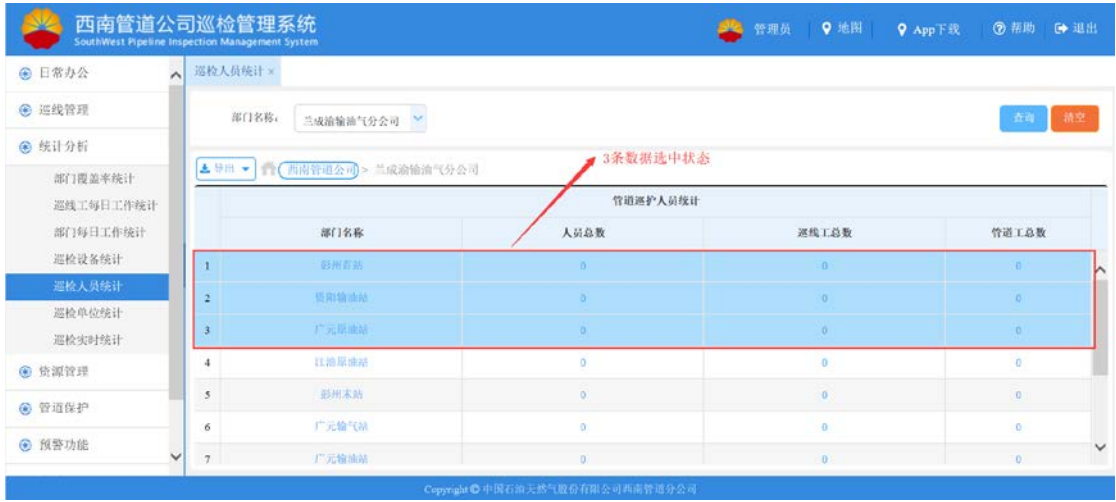 西南管道公司巡检管理系统
SouthWest Pipeline Inspection Management System
管理员 地图 App下载 帮助 退出
日常办公
巡线管理
统计分析
部门覆盖率统计
巡线工每日工作统计
部门每日工作统计
巡检设备统计
巡检人员统计
巡检单位统计
巡检实时统计
资源管理
管道保护
预警功能
巡检人员统计 ×
部门名称: 兰成渝输油气分公司 查询 清空
导出 西南管道公司 > 兰成渝输油气分公司
3条数据选中状态
管道巡护人员统计
部门名称 人员总数 巡线工总数 管道工总数
1 彭州首站 0 0 0
2 资阳输油站 0 0 0
3 广元原油站 0 0 0
4 江油原油站 0 0 0
5 彭州末站 0 0 0
6 广元输气站 0 0 0
7 广元输油站 0 0 0
Copyright © 中国石油天然气股份有限公司西南管道分公司